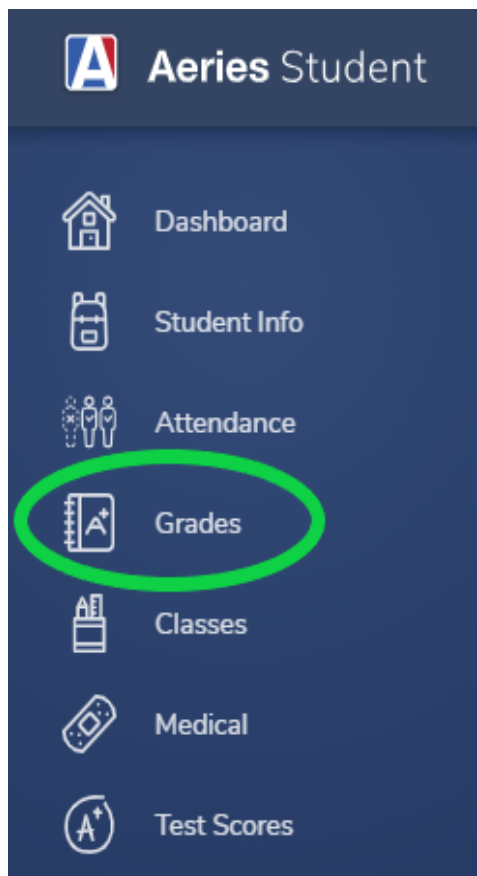 Aeries Student
Dashboard
Student Info
Attendance
Grades
Classes
Medical
Test Scores